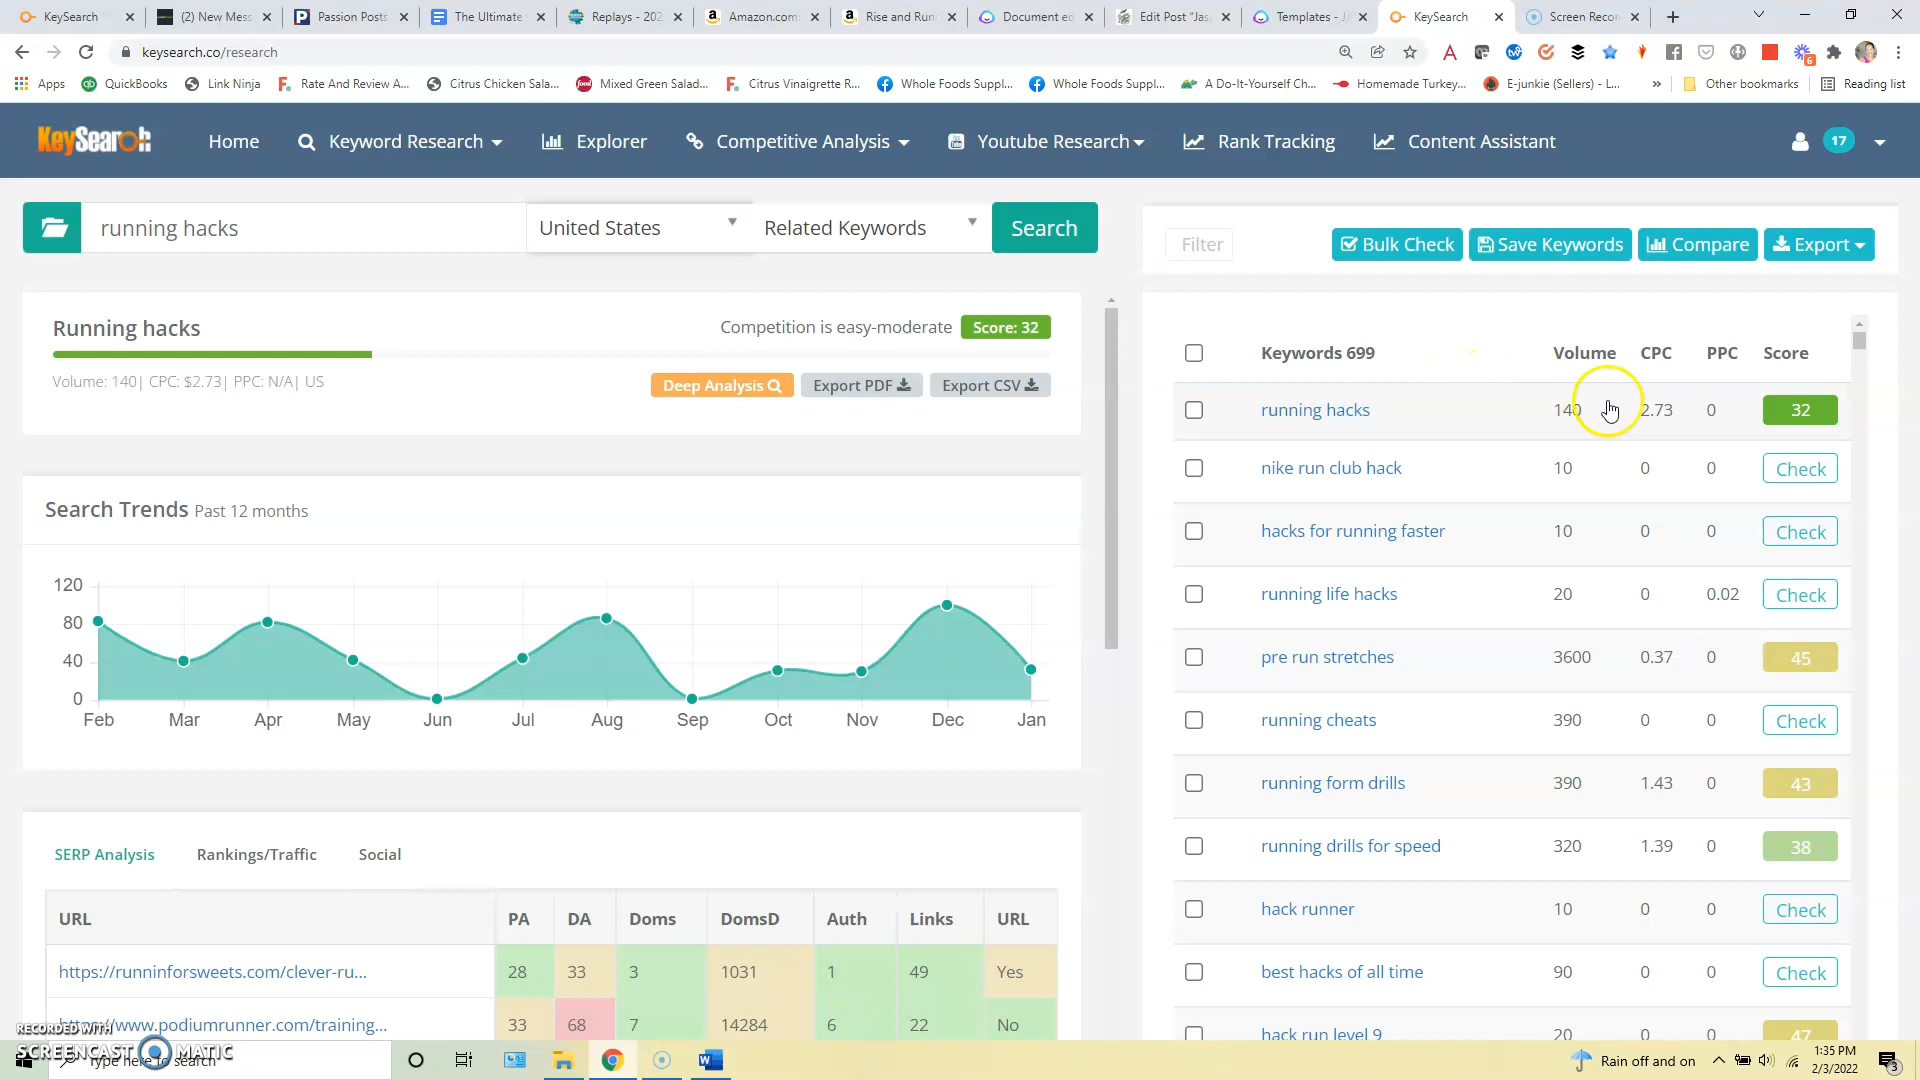 KeySearch
(2) New Mess
Passion Posts
The Ultimate
Replays - 202
Amazon.com:
Rise and Run
Document ed
Edit Post "Jas
Templates - J
KeySearch
Screen Reco
keysearch.co/research
6
Apps
QuickBooks
Link Ninja
Rate And Review A...
Citrus Chicken Sala...
food
Mixed Green Salad...
Citrus Vinaigrette R...
Whole Foods Suppl...
Whole Foods Suppl...
A Do-It-Yourself Ch...
Homemade Turkey...
E-junkie (Sellers) - L...
»
Other bookmarks
Reading list
KeySearch
Home
Keyword Research
Explorer
Competitive Analysis
Youtube Research
Rank Tracking
Content Assistant
17
running hacks
United States
Related Keywords
Search
Filter
Bulk Check
Save Keywords
Compare
Export
Running hacks
Competition is easy-moderate
Score: 32
Volume: 140| CPC: $2.73| PPC: N/A| US
Deep Analysis
Export PDF
Export CSV
Search Trends Past 12 months
120
80
40
0
Feb Mar Apr May Jun Jul Aug Sep Oct Nov Dec Jan
SERP Analysis
Rankings/Traffic
Social
URL PA DA Doms DomsD Auth Links URL
https://runninforsweets.com/clever-ru... 28 33 3 1031 1 49 Yes
https://www.podiumrunner.com/training... 33 68 7 14284 6 22 No
Keywords 699 Volume CPC PPC Score
running hacks 140 2.73 0 32
nike run club hack 10 0 0 Check
hacks for running faster 10 0 0 Check
running life hacks 20 0 0.02 Check
pre run stretches 3600 0.37 0 45
running cheats 390 0 0 Check
running form drills 390 1.43 0 43
running drills for speed 320 1.39 0 38
hack runner 10 0 0 Check
best hacks of all time 90 0 0 Check
hack run level 9 20 0 0 47
RECORDED WITH
SCREENCAST MATIC
Type here to search
Rain off and on
1:35 PM
2/3/2022
3